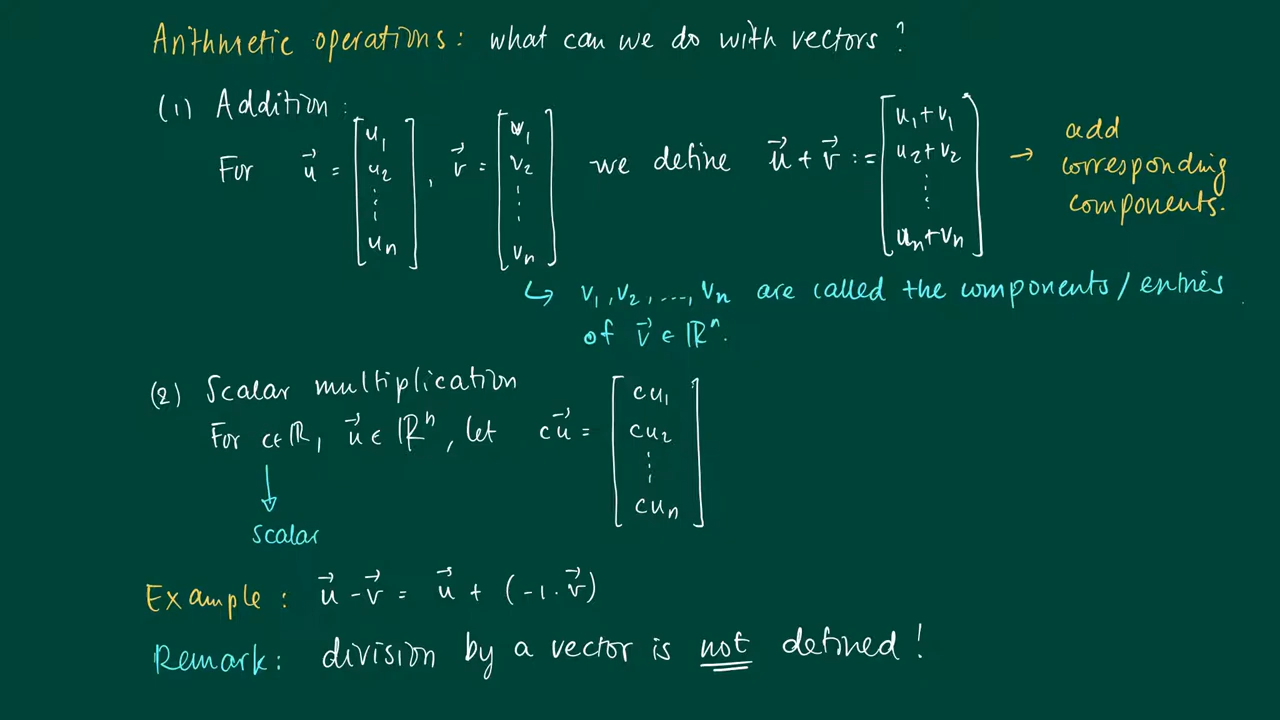 Arithmetic operations: what can we do with vectors?
(1) Addition:
For u⃗ = [u₁ u₂ ⋮ uₙ], v⃗ = [v₁ v₂ ⋮ vₙ] we define u⃗ + v⃗ := [u₁+v₁ u₂+v₂ ⋮ uₙ+vₙ] → add corresponding components.
↳ v₁, v₂, ..., vₙ are called the components/entries
of v⃗ ∈ ℝⁿ.
(2) Scalar multiplication
For c∈ℝ, u⃗ ∈ ℝⁿ, let cu⃗ = [cu₁ cu₂ ⋮ cuₙ]
↓
scalar
Example: u⃗ - v⃗ = u⃗ + (-1·v⃗)
Remark: division by a vector is not defined!